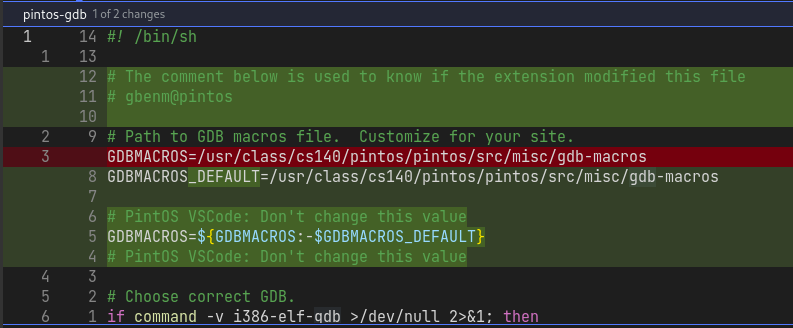 pintos-gdb 1 of 2 changes
1 14 #! /bin/sh
1 13
12 # The comment below is used to know if the extension modified this file
11 # gbenm@pintos
10
2 9 # Path to GDB macros file.  Customize for your site.
3 GDBMACROS=/usr/class/cs140/pintos/pintos/src/misc/gdb-macros
8 GDBMACROS_DEFAULT=/usr/class/cs140/pintos/pintos/src/misc/gdb-macros
7
6 # PintOS VSCode: Don't change this value
5 GDBMACROS=${GDBMACROS:-$GDBMACROS_DEFAULT}
4 # PintOS VSCode: Don't change this value
4 3
5 2 # Choose correct GDB.
6 1 if command -v i386-elf-gdb >/dev/null 2>&1; then